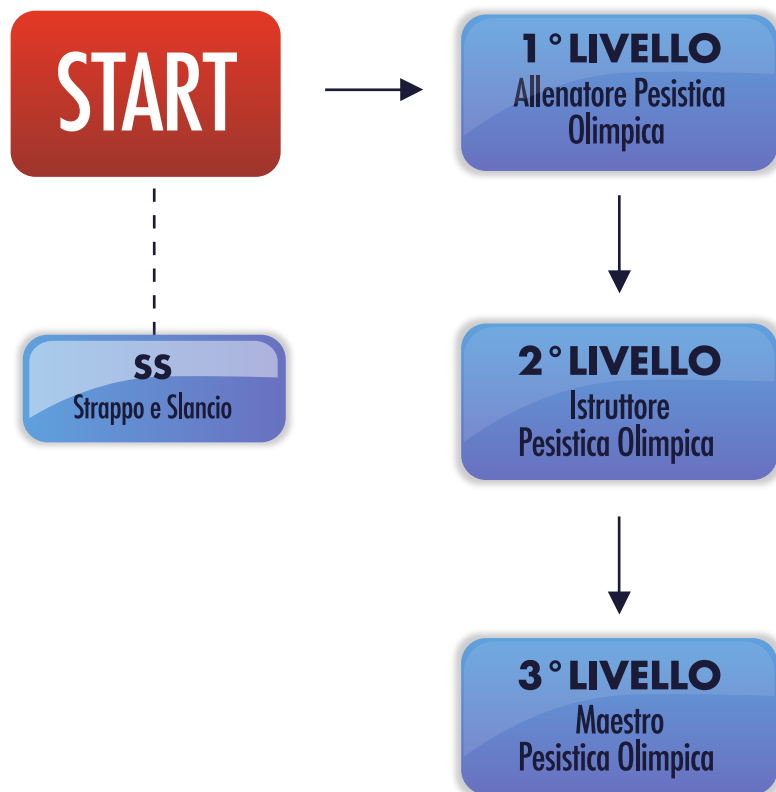 START
1° LIVELLO
Allenatore Pesistica
Olimpica
SS
Strappo e Slancio
2° LIVELLO
Istruttore
Pesistica Olimpica
3° LIVELLO
Maestro
Pesistica Olimpica